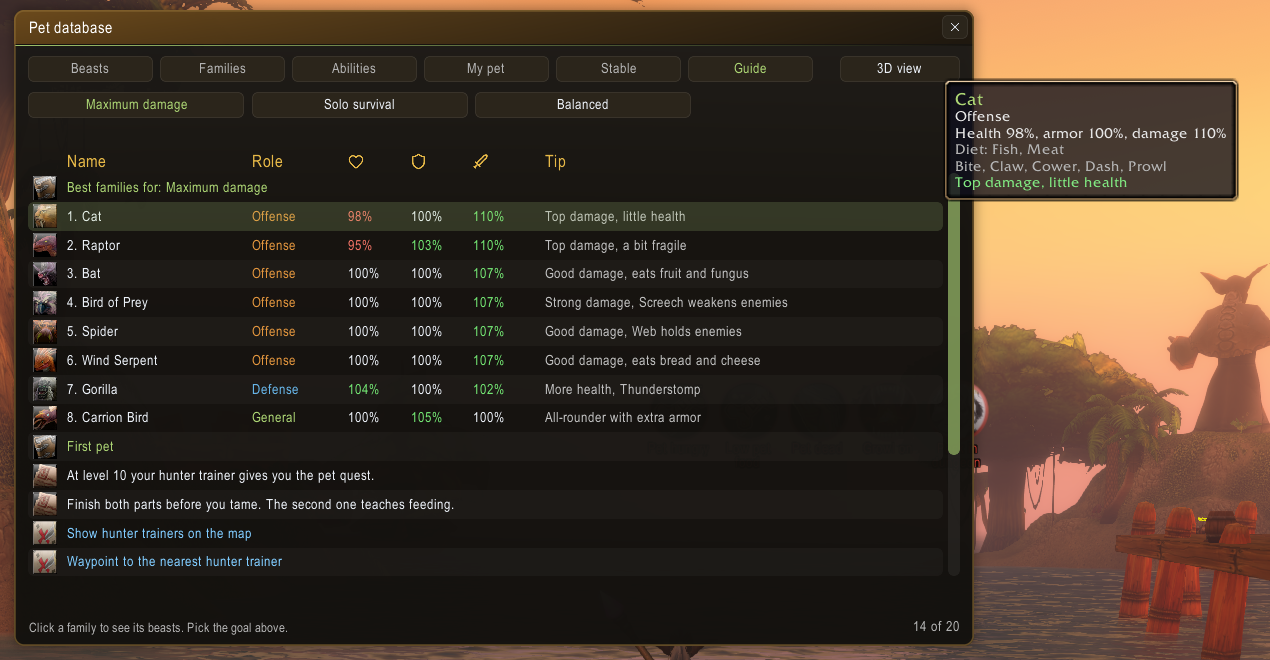 Pet database
Beasts Families Abilities My pet Stable Guide 3D view
Maximum damage Solo survival Balanced
Name Role Tip
Best families for: Maximum damage
1. Cat Offense 98% 100% 110% Top damage, little health
2. Raptor Offense 95% 103% 110% Top damage, a bit fragile
3. Bat Offense 100% 100% 107% Good damage, eats fruit and fungus
4. Bird of Prey Offense 100% 100% 107% Strong damage, Screech weakens enemies
5. Spider Offense 100% 100% 107% Good damage, Web holds enemies
6. Wind Serpent Offense 100% 100% 107% Good damage, eats bread and cheese
7. Gorilla Defense 104% 100% 102% More health, Thunderstomp
8. Carrion Bird General 100% 105% 100% All-rounder with extra armor
First pet
At level 10 your hunter trainer gives you the pet quest.
Finish both parts before you tame. The second one teaches feeding.
Show hunter trainers on the map
Waypoint to the nearest hunter trainer
Click a family to see its beasts. Pick the goal above. 14 of 20
Cat
Offense
Health 98%, armor 100%, damage 110%
Diet: Fish, Meat
Bite, Claw, Cower, Dash, Prowl
Top damage, little health